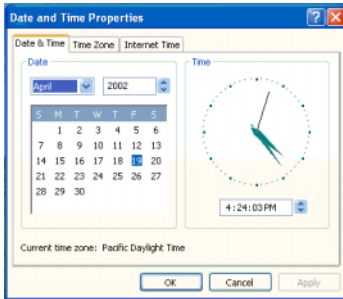 Date and Time Properties
Date & Time Time Zone Internet Time
Date
Time
April 2002
S M T W T F S
1 2 3 4 5 6
7 8 9 10 11 12 13
14 15 16 17 18 19 20
21 22 23 24 25 26 27
28 29 30
4:24:03 PM
Current time zone: Pacific Daylight Time
OK Cancel Apply